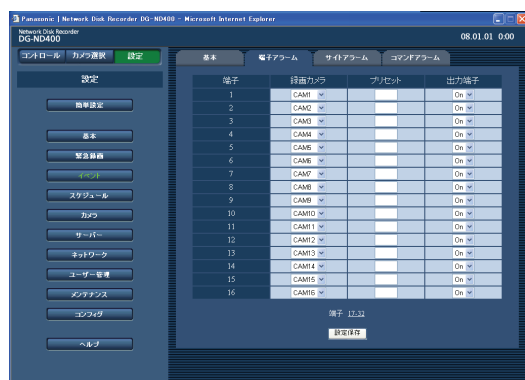 Panasonic | Network Disk Recorder DG-ND400 - Microsoft Internet Explorer
Network Disk Recorder
DG-ND400
08.01.01 0:00
コントロール カメラ選択 設定
基本 端子アラーム サイトアラーム コマンドアラーム
設定
簡単設定
基本
緊急録画
イベント
スケジュール
カメラ
サーバー
ネットワーク
ユーザー管理
メンテナンス
コンフィグ
ヘルプ
端子 録画カメラ プリセット 出力端子
1 CAM1 On
2 CAM2 On
3 CAM3 On
4 CAM4 On
5 CAM5 On
6 CAM6 On
7 CAM7 On
8 CAM8 On
9 CAM9 On
10 CAM10 On
11 CAM11 On
12 CAM12 On
13 CAM13 On
14 CAM14 On
15 CAM15 On
16 CAM16 On
端子 17-32
設定保存